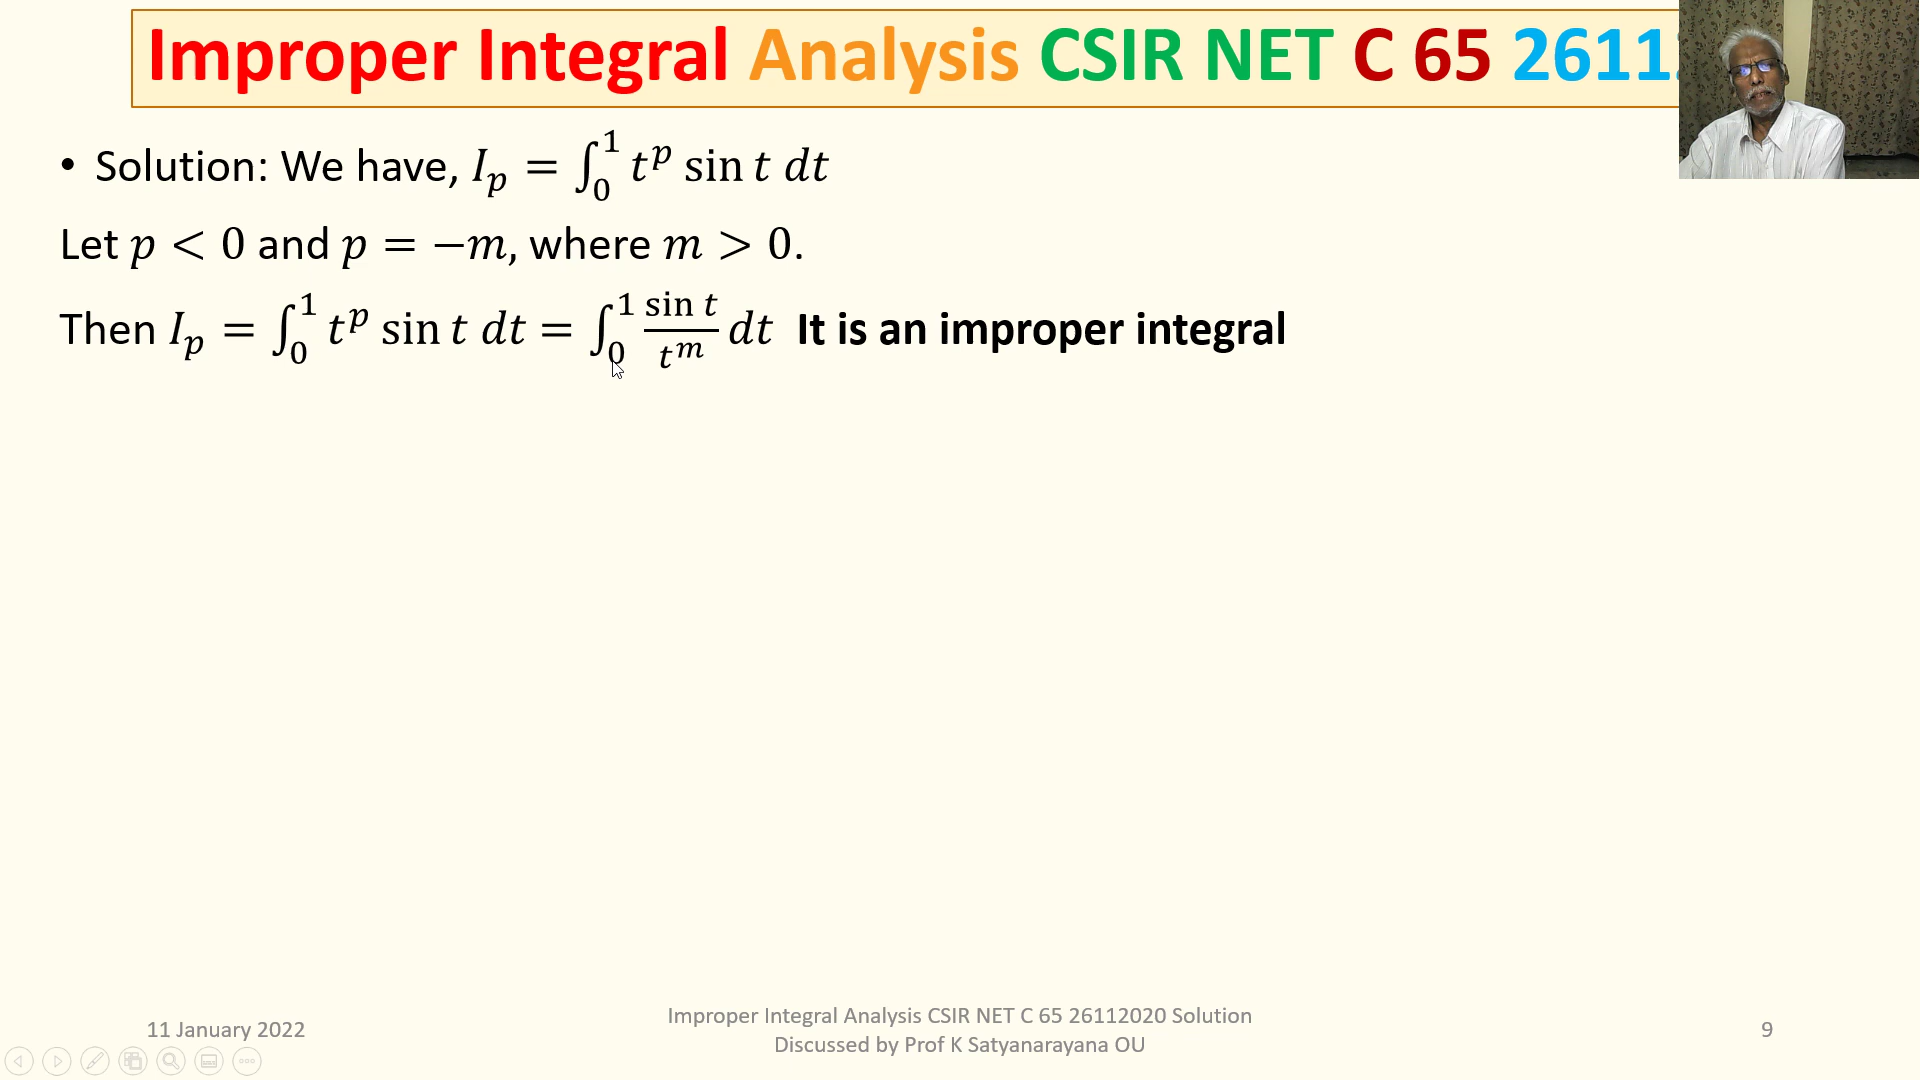 Improper Integral Analysis CSIR NET C 65 2611
• Solution: We have, I_p = ∫_0^1 t^p sin t dt
Let p < 0 and p = −m, where m > 0.
Then I_p = ∫_0^1 t^p sin t dt = ∫_0^1 (sin t)/(t^m) dt It is an improper integral
11 January 2022
Improper Integral Analysis CSIR NET C 65 26112020 Solution
Discussed by Prof K Satyanarayana OU
9